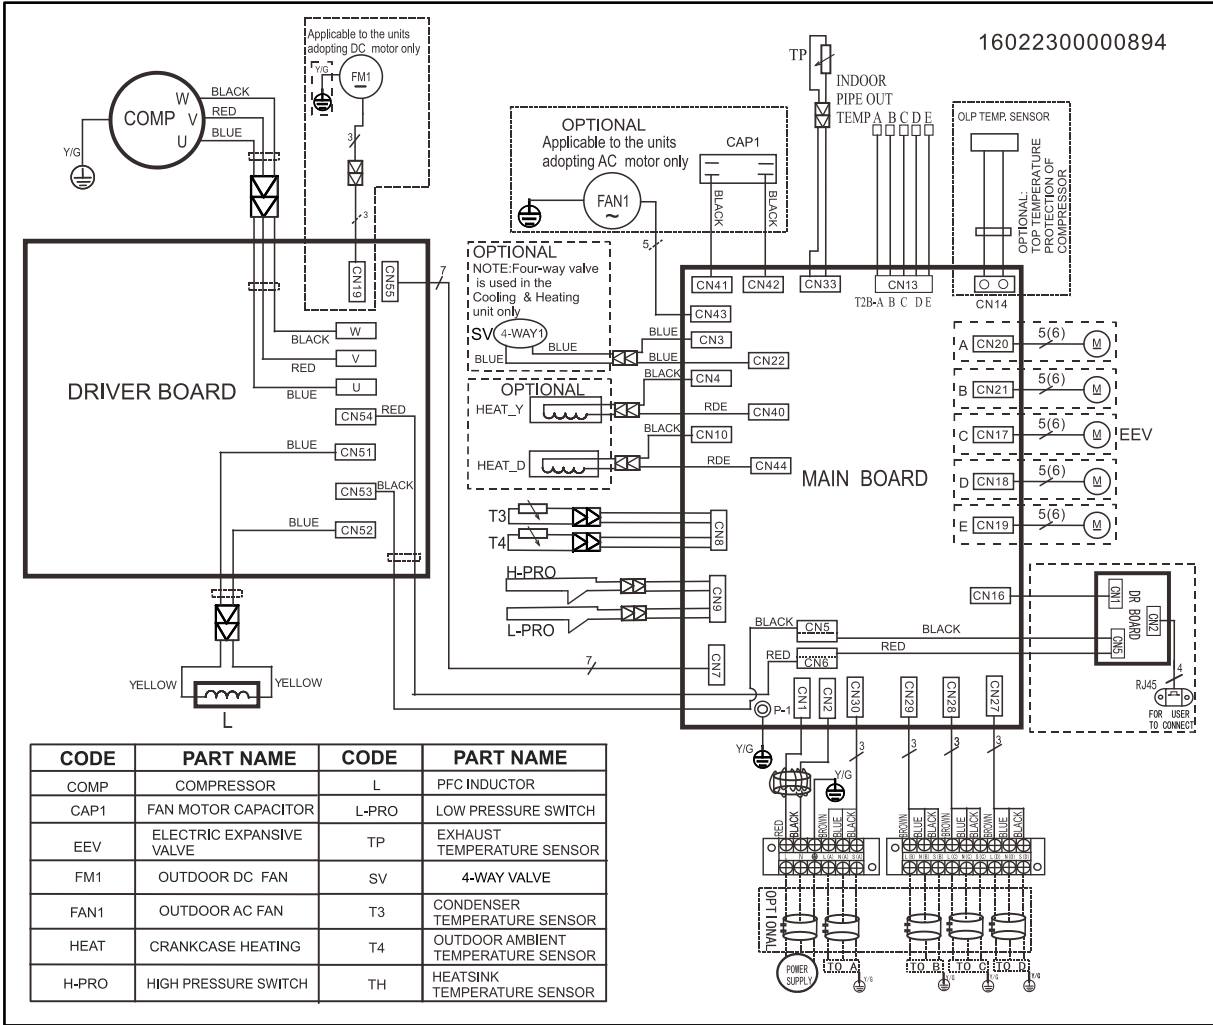 16022300000894
Applicable to the units
adopting DC motor only
Y/G
FM1
3
3
COMP
W
V
U
BLACK
RED
BLUE
Y/G
OPTIONAL
Applicable to the units
adopting AC motor only
CAP1
FAN1
~
BLACK
BLACK
5
TP
INDOOR
PIPE OUT
TEMP A B C D E
OLP TEMP. SENSOR
OPTIONAL:
TOP TEMPERATURE
PROTECTION OF
COMPRESSOR
CN41
CN42
CN33
CN13
T2B-A B C D E
CN14
OPTIONAL
NOTE:Four-way valve
is used in the
Cooling & Heating
unit only
SV
4-WAY1
BLUE
BLUE
BLUE
BLUE
CN43
CN3
CN22
OPTIONAL
HEAT_Y
BLACK
CN4
RDE
CN40
HEAT_D
BLACK
CN10
RDE
CN44
DRIVER BOARD
CN19
CN55
7
W
BLACK
V
RED
U
BLUE
CN54
RED
CN51
BLUE
CN53
BLACK
CN52
BLUE
YELLOW
YELLOW
L
MAIN BOARD
A
CN20
5(6)
M
B
CN21
5(6)
M
C
CN17
5(6)
M
EEV
D
CN18
5(6)
M
E
CN19
5(6)
M
T3
T4
CN8
H-PRO
L-PRO
CN9
7
CN7
CN16
CN1
DR BOARD
CN2
CN5
4
RJ45
FOR USER
TO CONNECT
BLACK
CN5
BLACK
RED
CN6
RED
P-1
CN1
CN2
CN30
CN29
CN28
CN27
Y/G
Y/G
3
3
3
3
RED
BLACK
BROWN
BLUE
BLACK
BROWN
BLUE
BLACK
BROWN
BLUE
BLACK
BROWN
BLUE
BLACK
L
N
L(A)
N(A)
S(A)
L(B)
N(B)
S(B)
L(C)
N(C)
S(C)
L(D)
N(D)
S(D)
OPTIONAL
POWER
SUPPLY
TO A
Y/G
TO B
Y/G
TO C
Y/G
TO D
Y/G
CODE PART NAME CODE PART NAME
COMP COMPRESSOR L PFC INDUCTOR
CAP1 FAN MOTOR CAPACITOR L-PRO LOW PRESSURE SWITCH
EEV ELECTRIC EXPANSIVE
VALVE
TP EXHAUST
TEMPERATURE SENSOR
FM1 OUTDOOR DC FAN SV 4-WAY VALVE
FAN1 OUTDOOR AC FAN T3 CONDENSER
TEMPERATURE SENSOR
HEAT CRANKCASE HEATING T4 OUTDOOR AMBIENT
TEMPERATURE SENSOR
H-PRO HIGH PRESSURE SWITCH TH HEATSINK
TEMPERATURE SENSOR